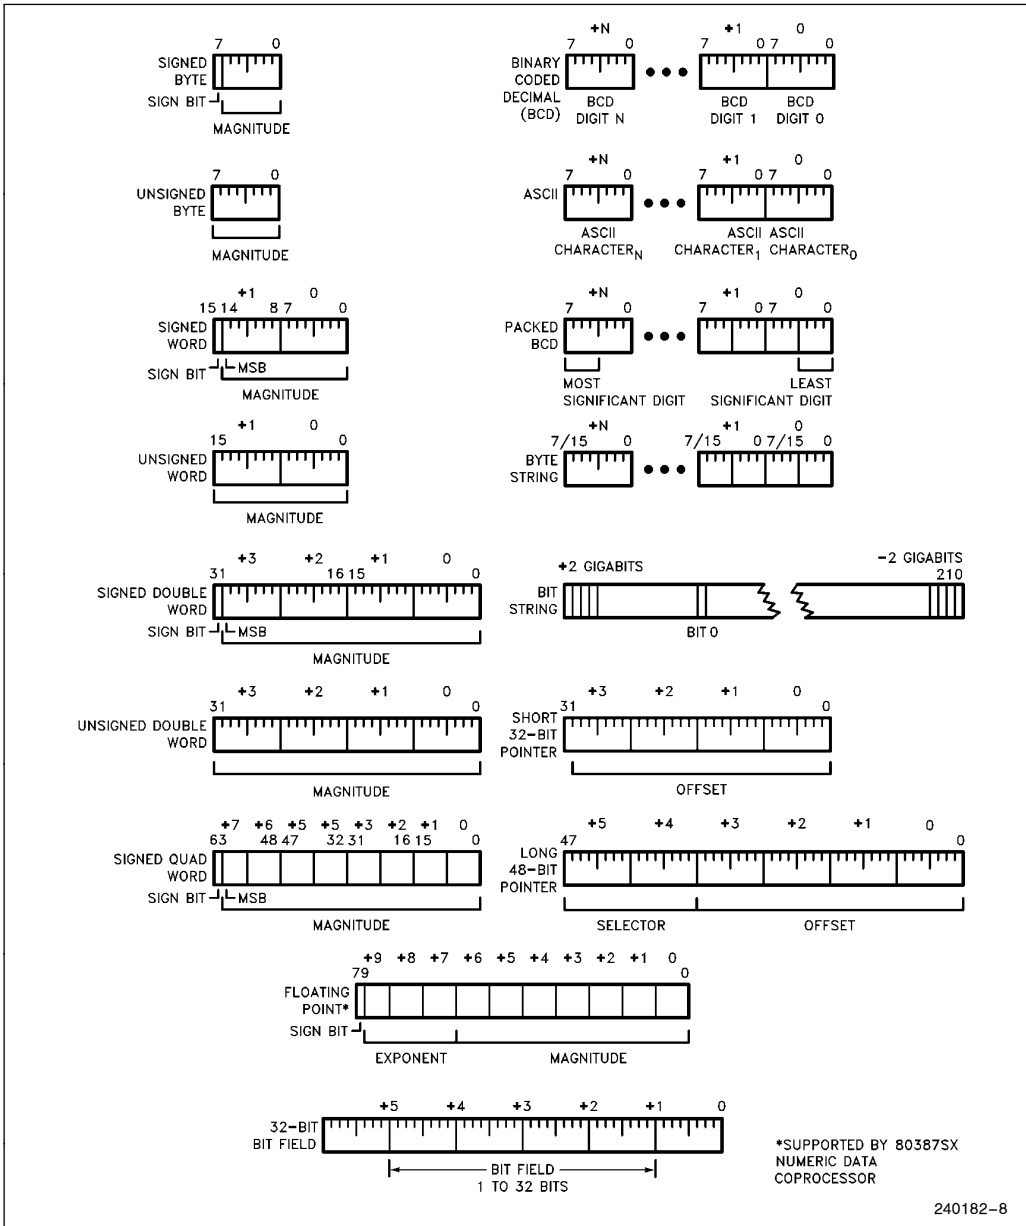 7 0
SIGNED
BYTE
SIGN BIT
MAGNITUDE
+N +1 0
7 0 7 0 7 0
BINARY
CODED
DECIMAL
(BCD)
BCD DIGIT N
BCD DIGIT 1
BCD DIGIT 0
7 0
UNSIGNED
BYTE
MAGNITUDE
+N +1 0
7 0 7 0 7 0
ASCII
ASCII CHARACTERN
ASCII CHARACTER1
ASCII CHARACTER0
+1 0
15 14 8 7 0
SIGNED
WORD
SIGN BIT MSB
MAGNITUDE
+N +1 0
7 0 7 0 7 0
PACKED
BCD
MOST
SIGNIFICANT DIGIT
LEAST
SIGNIFICANT DIGIT
+1 0
15 0
UNSIGNED
WORD
MAGNITUDE
+N +1 0
7/15 0 7/15 0 7/15 0
BYTE
STRING
+3 +2 +1 0
31 16 15 0
SIGNED DOUBLE
WORD
SIGN BIT MSB
MAGNITUDE
+2 GIGABITS -2 GIGABITS
210
BIT
STRING
BIT 0
+3 +2 +1 0
31 0
UNSIGNED DOUBLE
WORD
MAGNITUDE
+3 +2 +1 0
31 0
SHORT
32-BIT
POINTER
OFFSET
+7 +6 +5 +5 +3 +2 +1 0
63 48 47 32 31 16 15 0
SIGNED QUAD
WORD
SIGN BIT MSB
MAGNITUDE
+5 +4 +3 +2 +1 0
47 0
LONG
48-BIT
POINTER
SELECTOR OFFSET
+9 +8 +7 +6 +5 +4 +3 +2 +1 0
79 0
FLOATING
POINT*
SIGN BIT
EXPONENT MAGNITUDE
+5 +4 +3 +2 +1 0
32-BIT
BIT FIELD
BIT FIELD
1 TO 32 BITS
*SUPPORTED BY 80387SX
NUMERIC DATA
COPROCESSOR
240182-8